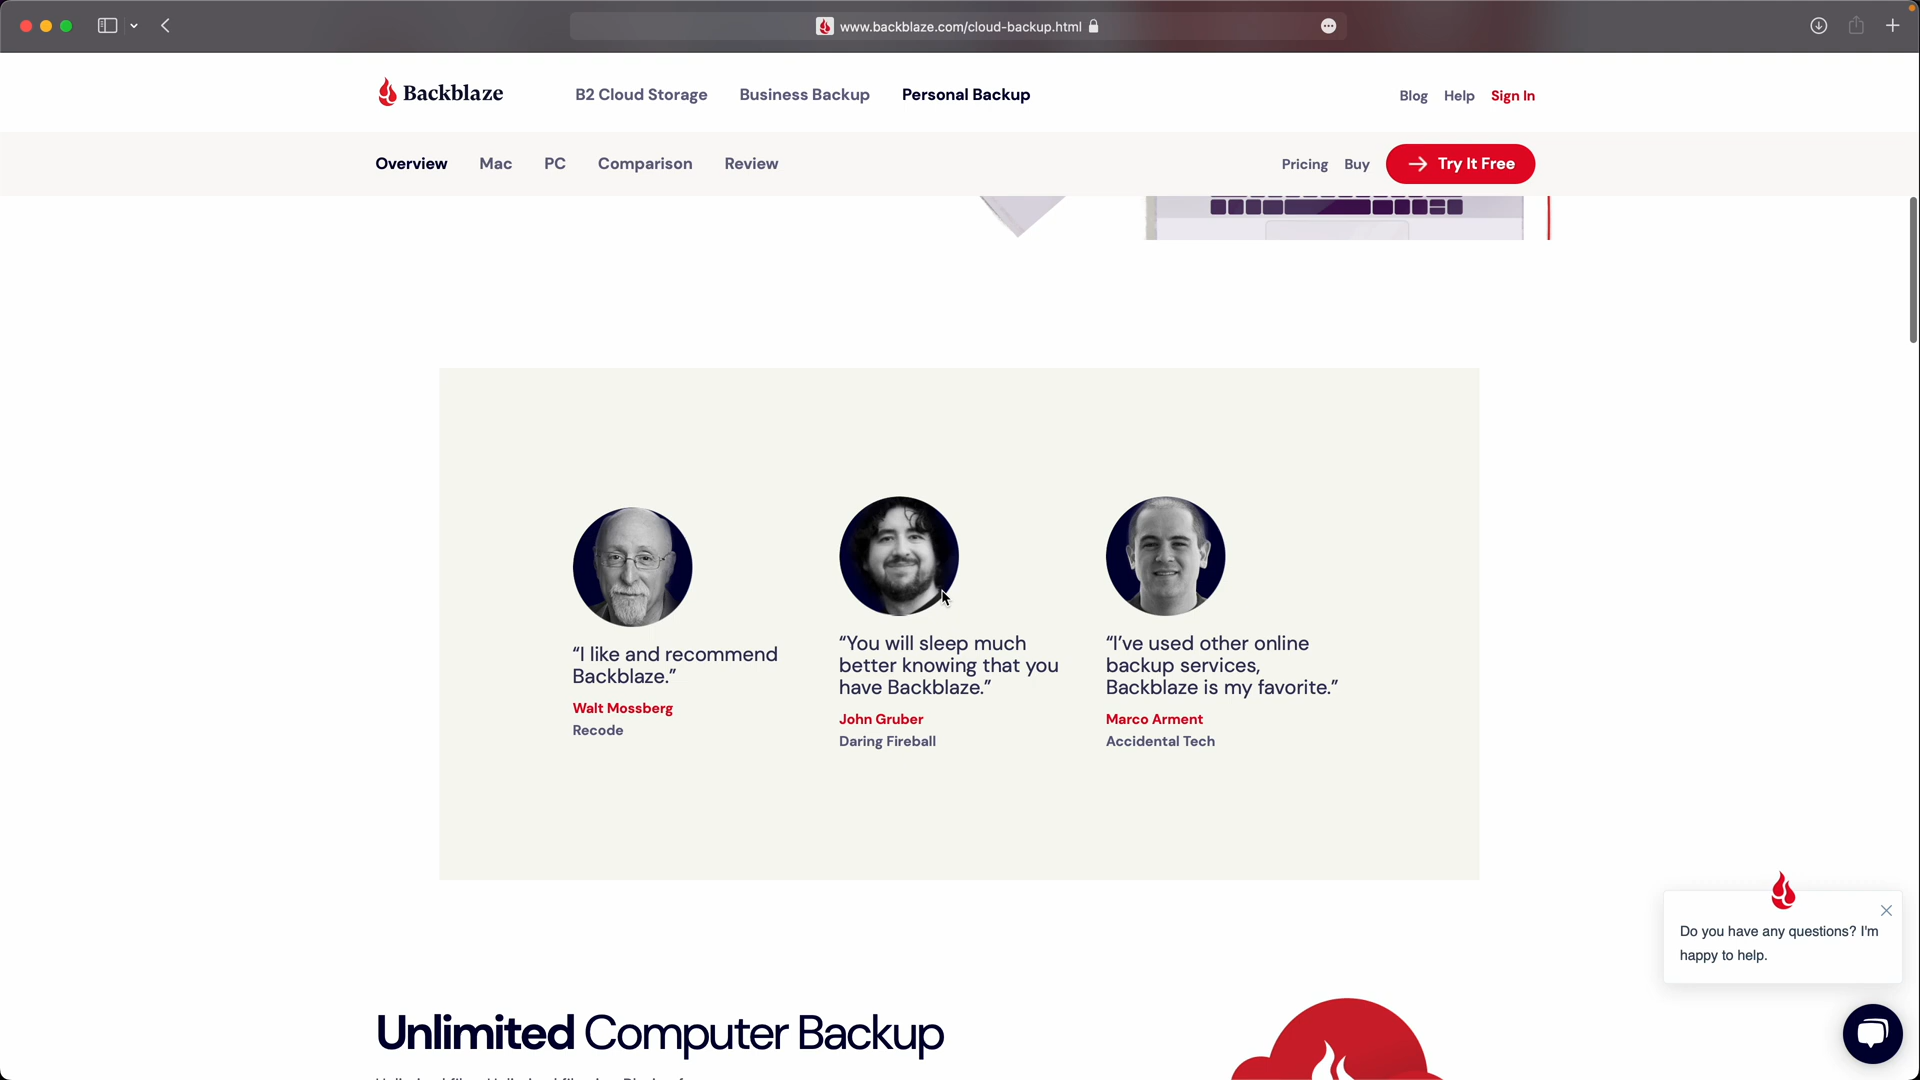 www.backblaze.com/cloud-backup.html
Backblaze
B2 Cloud Storage
Business Backup
Personal Backup
Blog
Help
Sign In
Overview
Mac
PC
Comparison
Review
Pricing
Buy
Try It Free
“I like and recommend
Backblaze.”
Walt Mossberg
Recode
“You will sleep much
better knowing that you
have Backblaze.”
John Gruber
Daring Fireball
“I’ve used other online
backup services,
Backblaze is my favorite.”
Marco Arment
Accidental Tech
Do you have any questions? I'm
happy to help.
Unlimited Computer Backup